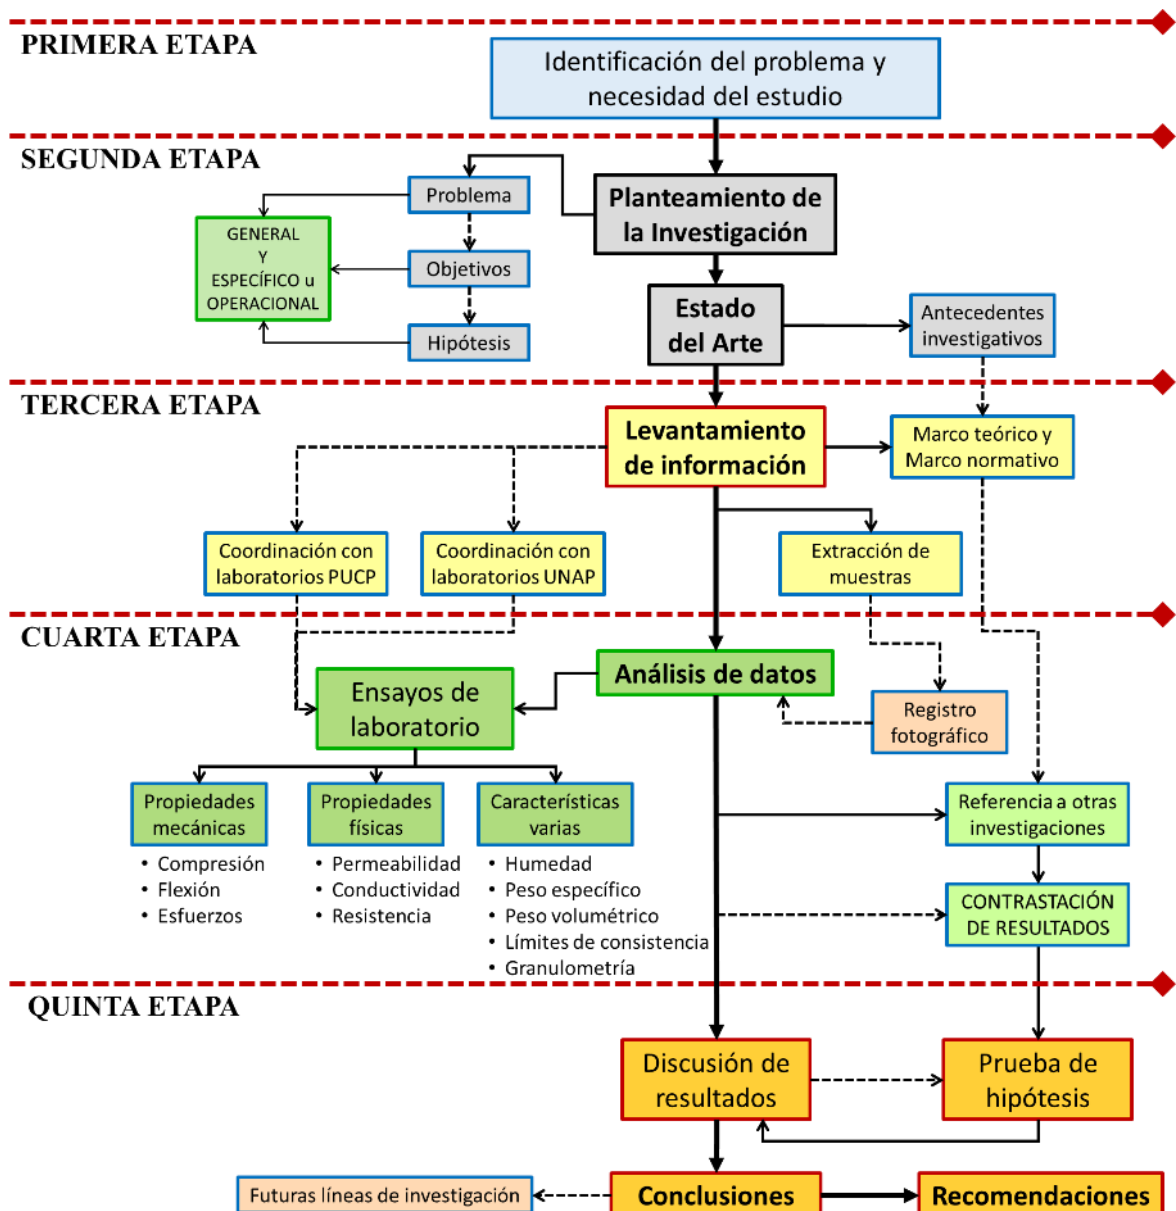 PRIMERA ETAPA
Identificación del problema y
necesidad del estudio
SEGUNDA ETAPA
Problema
Planteamiento de
la Investigación
GENERAL
Y
ESPECÍFICO u
OPERACIONAL
Objetivos
Hipótesis
Estado
del Arte
Antecedentes
investigativos
TERCERA ETAPA
Levantamiento
de información
Marco teórico y
Marco normativo
Coordinación con
laboratorios PUCP
Coordinación con
laboratorios UNAP
Extracción de
muestras
CUARTA ETAPA
Análisis de datos
Ensayos de
laboratorio
Registro
fotográfico
Propiedades
mecánicas
• Compresión
• Flexión
• Esfuerzos
Propiedades
físicas
• Permeabilidad
• Conductividad
• Resistencia
Características
varias
• Humedad
• Peso específico
• Peso volumétrico
• Límites de consistencia
• Granulometría
Referencia a otras
investigaciones
CONTRASTACIÓN
DE RESULTADOS
QUINTA ETAPA
Discusión de
resultados
Prueba de
hipótesis
Futuras líneas de investigación
Conclusiones
Recomendaciones